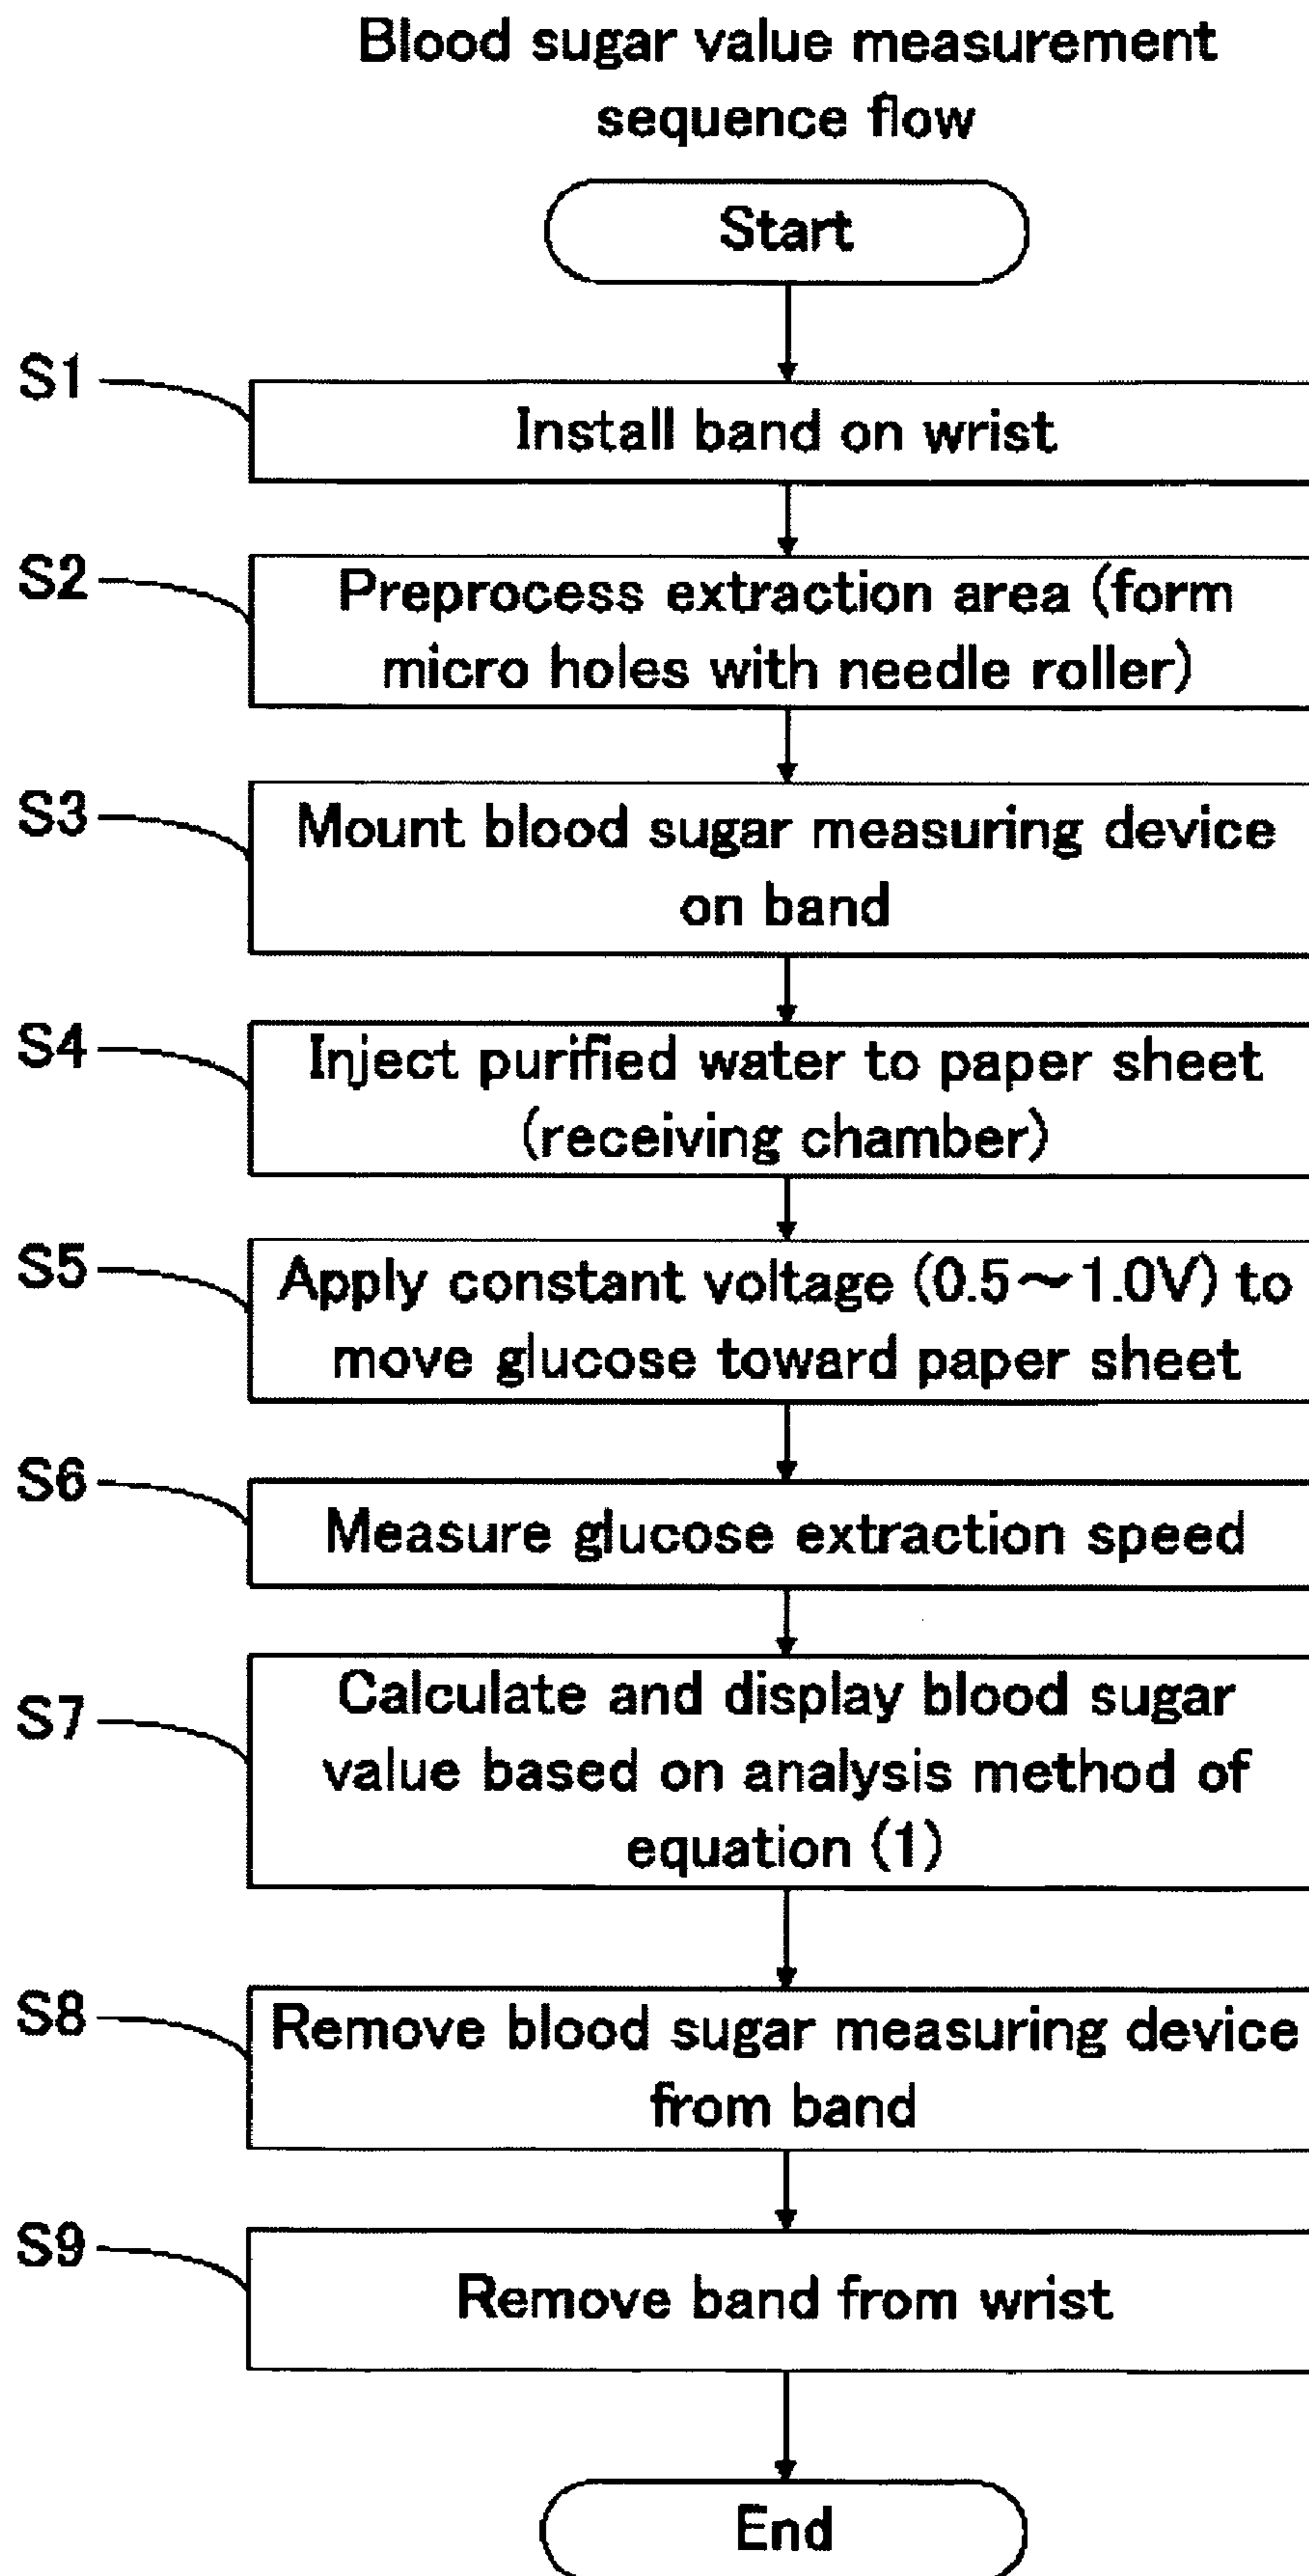 Blood sugar value measurement
sequence flow
Start
S1
Install band on wrist
S2
Preprocess extraction area (form
micro holes with needle roller)
S3
Mount blood sugar measuring device
on band
S4
Inject purified water to paper sheet
(receiving chamber)
S5
Apply constant voltage (0.5～1.0V) to
move glucose toward paper sheet
S6
Measure glucose extraction speed
S7
Calculate and display blood sugar
value based on analysis method of
equation (1)
S8
Remove blood sugar measuring device
from band
S9
Remove band from wrist
End